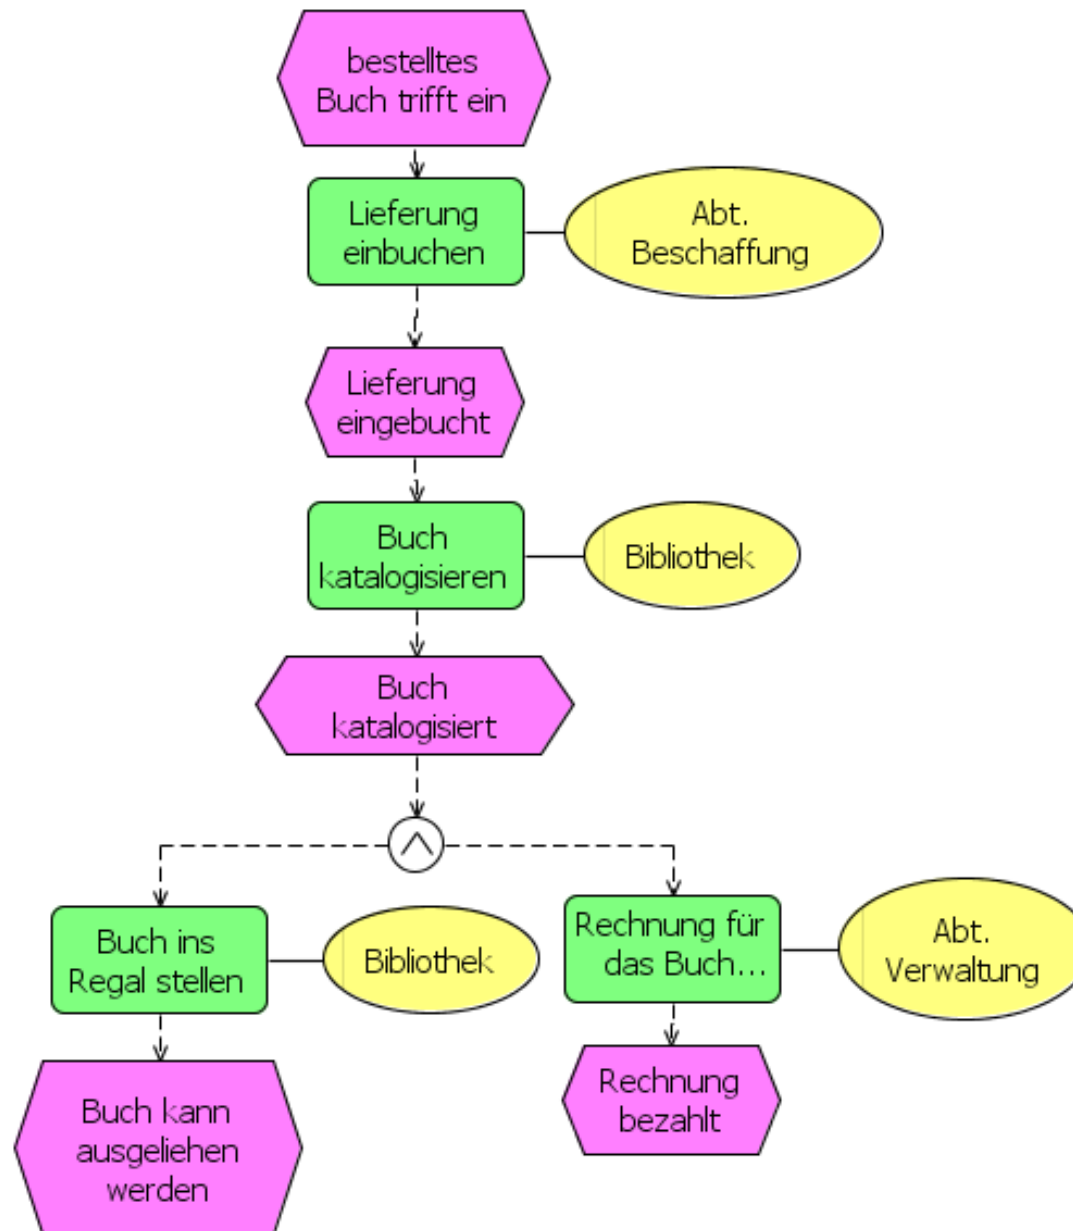 bestelltes
Buch trifft ein
Lieferung
einbuchen
Abt.
Beschaffung
Lieferung
eingebucht
Buch
katalogisieren
Bibliothek
Buch
katalogisiert
Buch ins
Regal stellen
Bibliothek
Rechnung für
das Buch...
Abt.
Verwaltung
Buch kann
ausgeliehen
werden
Rechnung
bezahlt